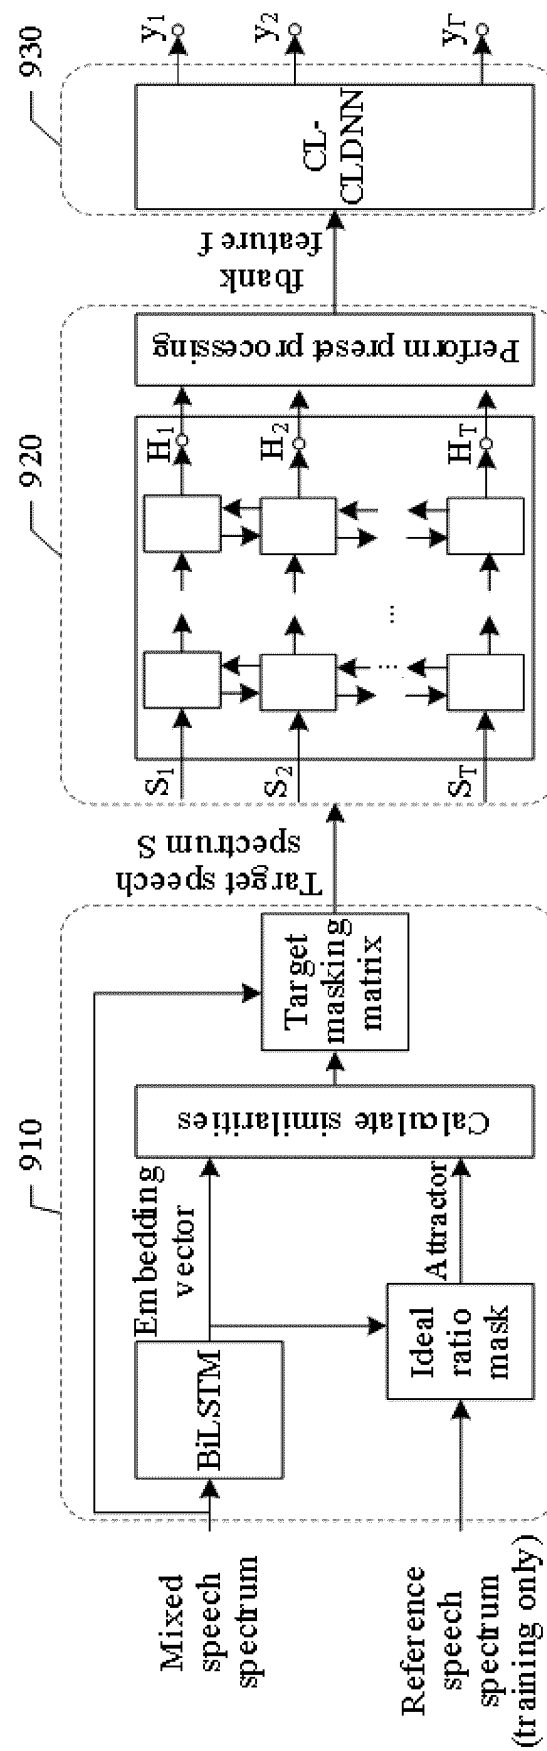 910
920
930
Mixed
speech
spectrum
Reference
speech
spectrum
(training only)
BiLSTM
Embedding
vector
Ideal
ratio
mask
Attractor
Calculate similarities
Target
masking
matrix
Target speech
spectrum S
S1
S2
ST
...
...
H1
H2
HT
Perform preset processing
fbank
feature f
CL-
CLDNN
y1
y2
yT